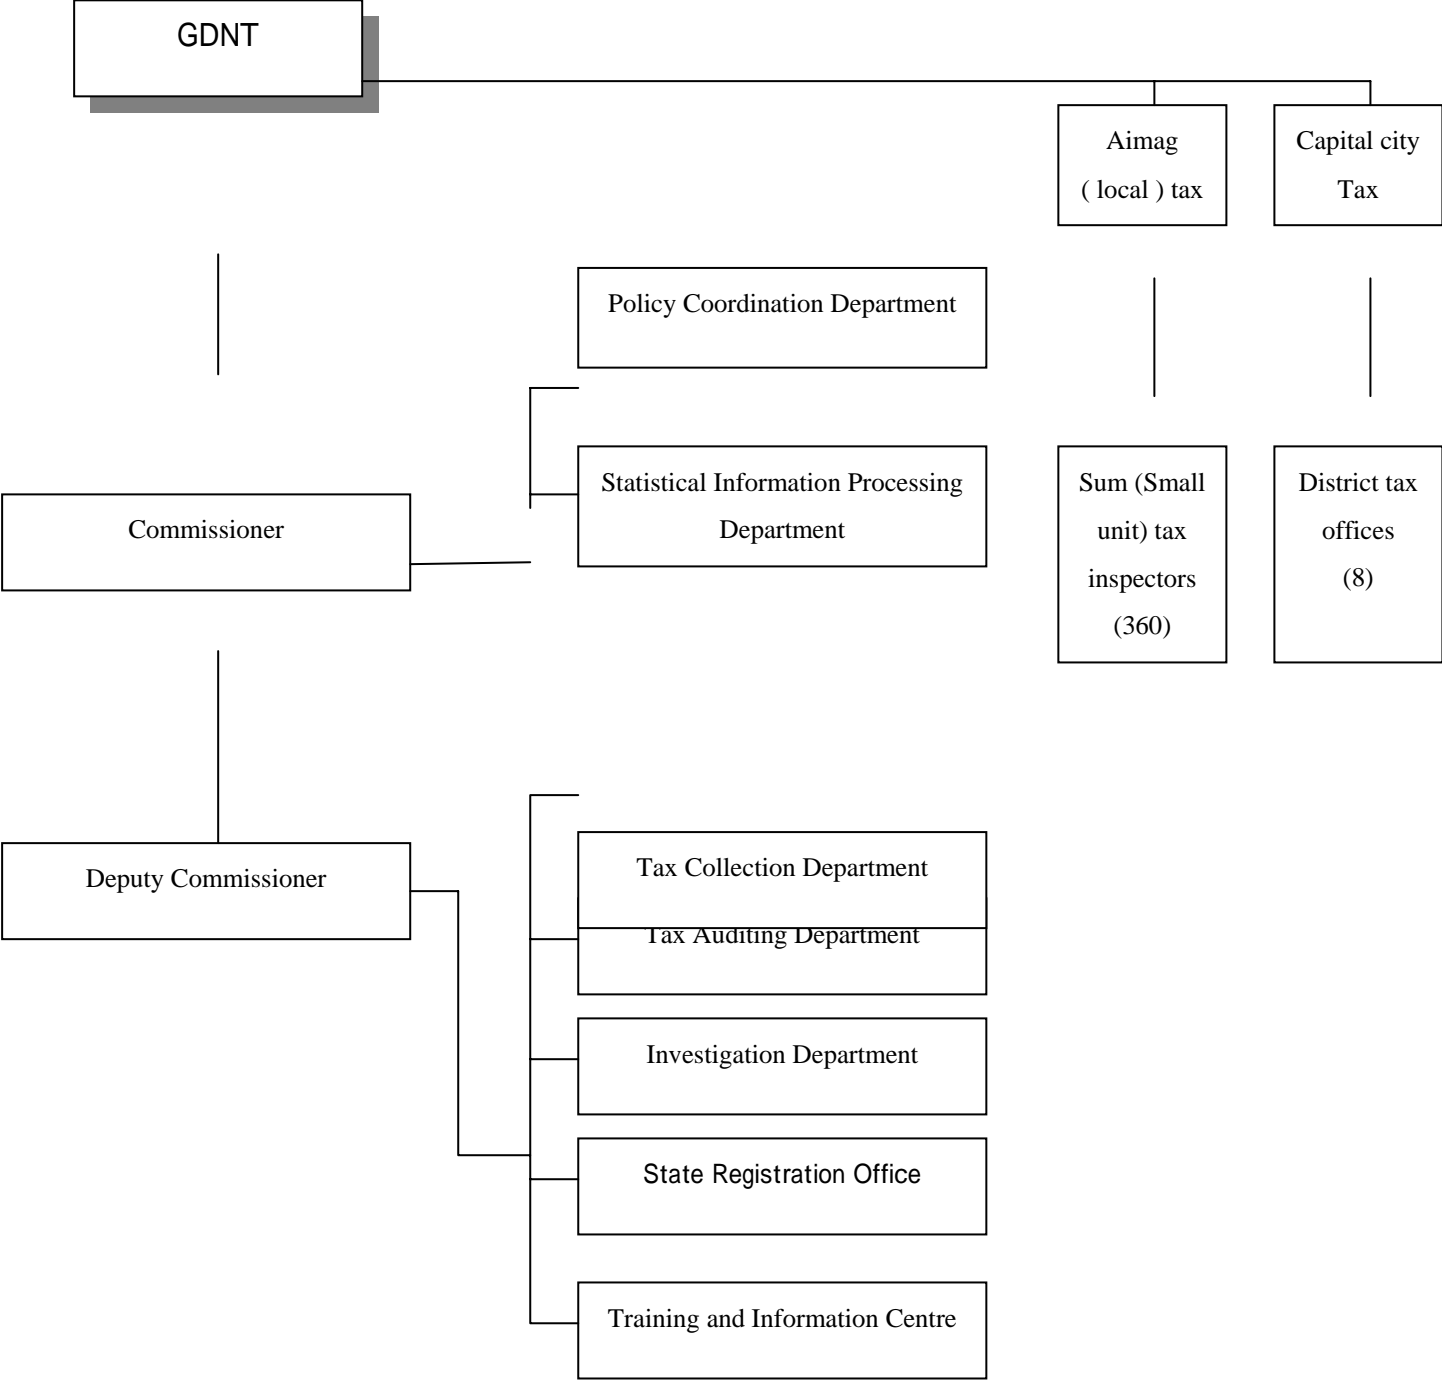 GDNT
Aimag
( local ) tax
Capital city
Tax
Policy Coordination Department
Statistical Information Processing
Department
Commissioner
Sum (Small
unit) tax
inspectors
(360)
District tax
offices
(8)
Deputy Commissioner
Tax Collection Department
Tax Auditing Department
Investigation Department
State Registration Office
Training and Information Centre